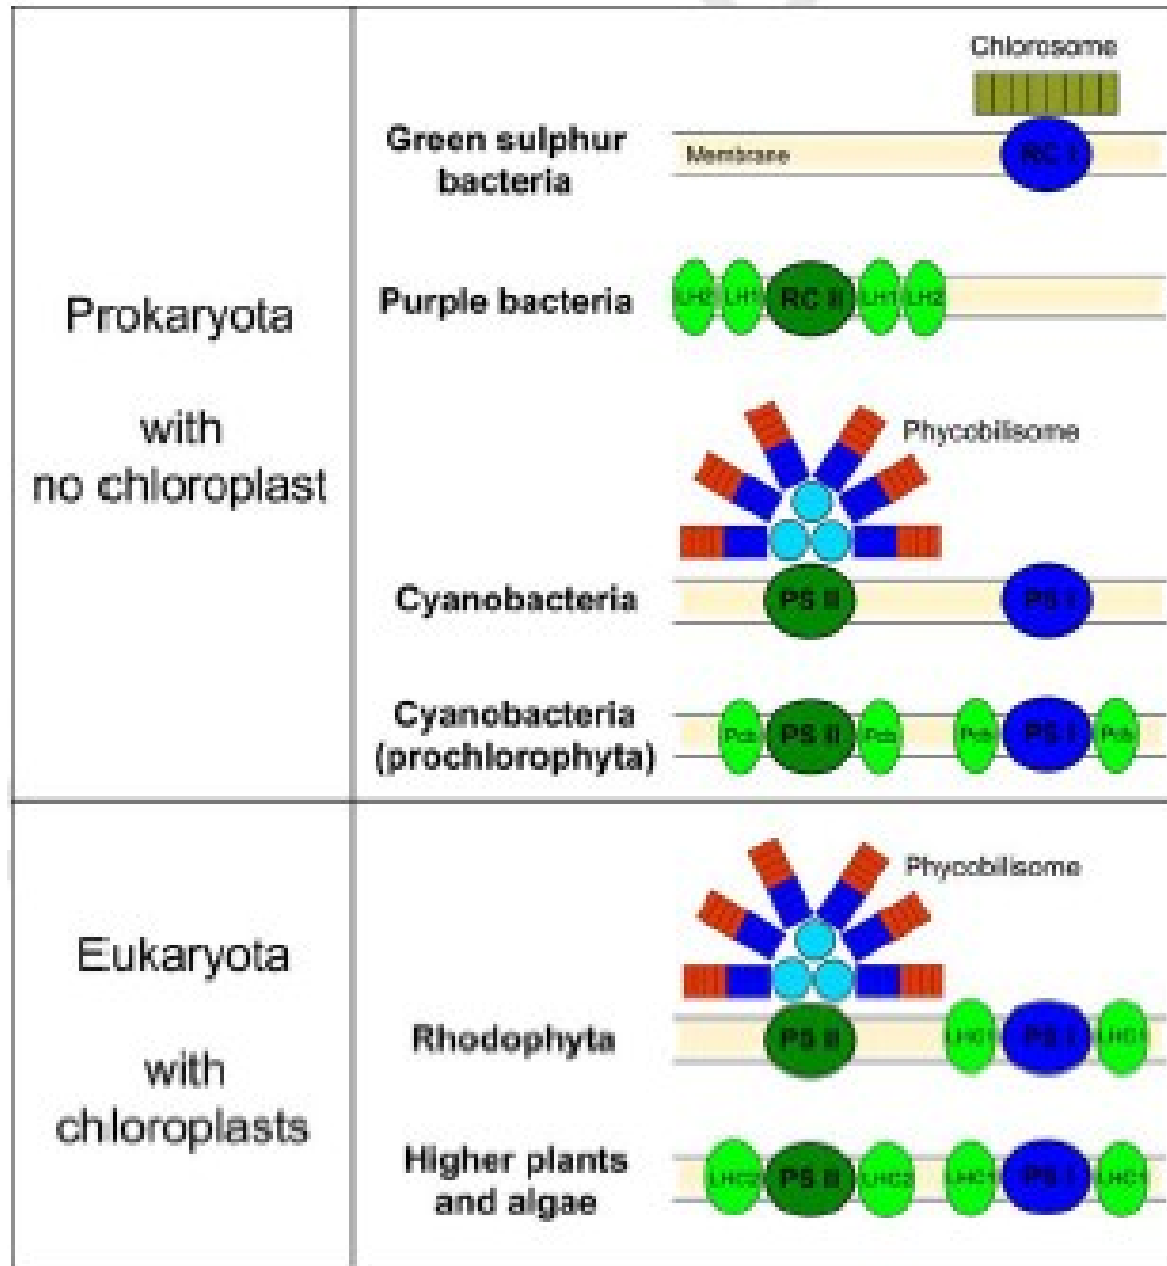 Prokaryota
with
no chloroplast
Chlorosome
Green sulphur
bacteria
Membrane
RC I
Purple bacteria
LH2 LH1 RC II LH1 LH2
Phycobilisome
Cyanobacteria
PS II PS I
Cyanobacteria
(prochlorophyta)
Pcb PS II Pcb Pcb PS I Pcb
Eukaryota
with
chloroplasts
Phycobilisome
Rhodophyta
PS II LHC1 PS I LHC1
Higher plants
and algae
LHC2 PS II LHC2 LHC1 PS I LHC1